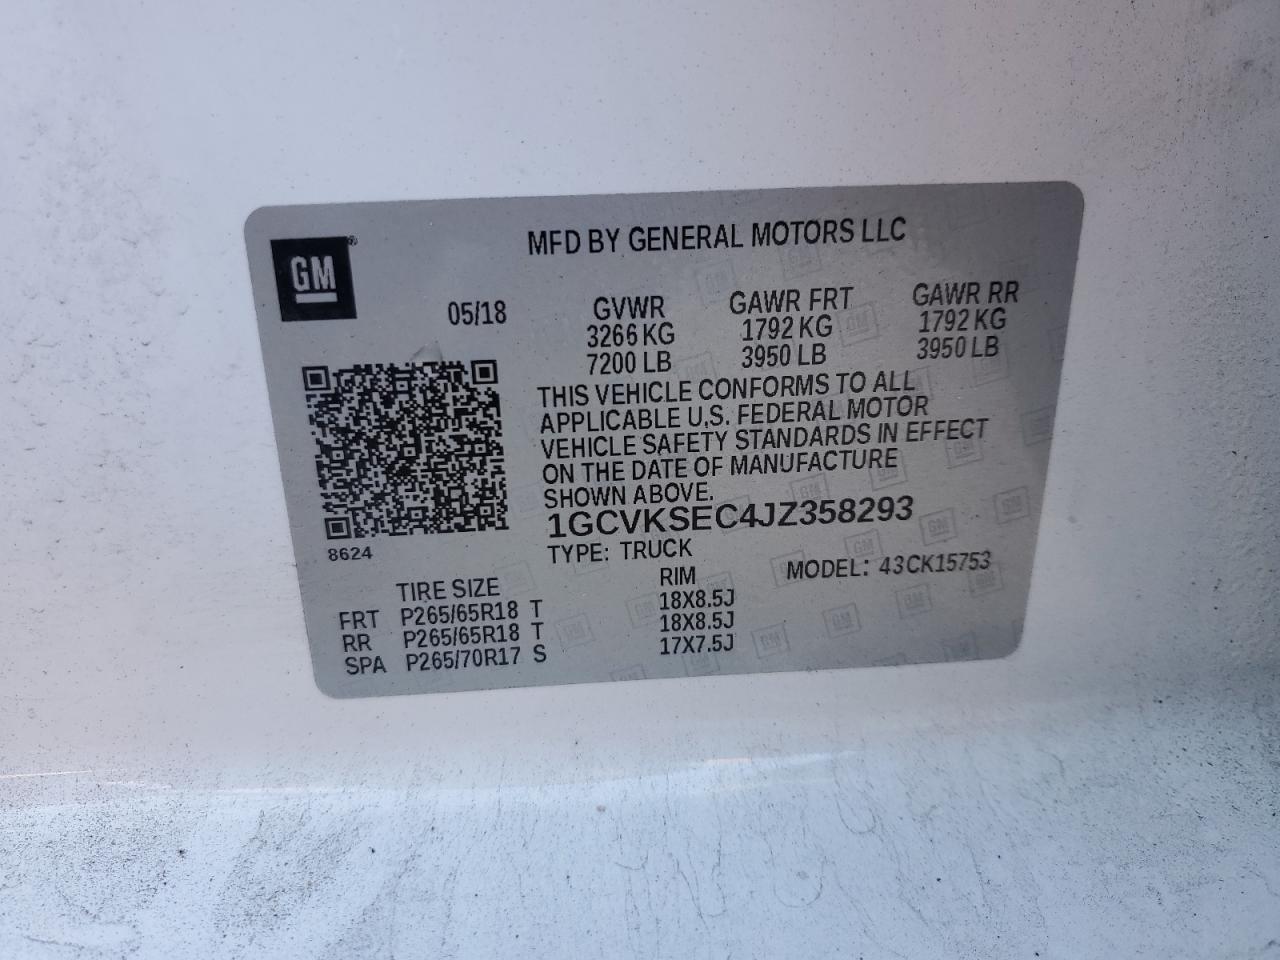 MFD BY GENERAL MOTORS LLC
GM®
05/18 GVWR GAWR FRT GAWR RR
3266 KG 1792 KG 1792 KG
7200 LB 3950 LB 3950 LB
THIS VEHICLE CONFORMS TO ALL
APPLICABLE U.S. FEDERAL MOTOR
VEHICLE SAFETY STANDARDS IN EFFECT
ON THE DATE OF MANUFACTURE
SHOWN ABOVE.
1GCVKSEC4JZ358293
8624
TYPE: TRUCK MODEL: 43CK15753
TIRE SIZE RIM
FRT P265/65R18 T 18X8.5J
RR P265/65R18 T 18X8.5J
SPA P265/70R17 S 17X7.5J